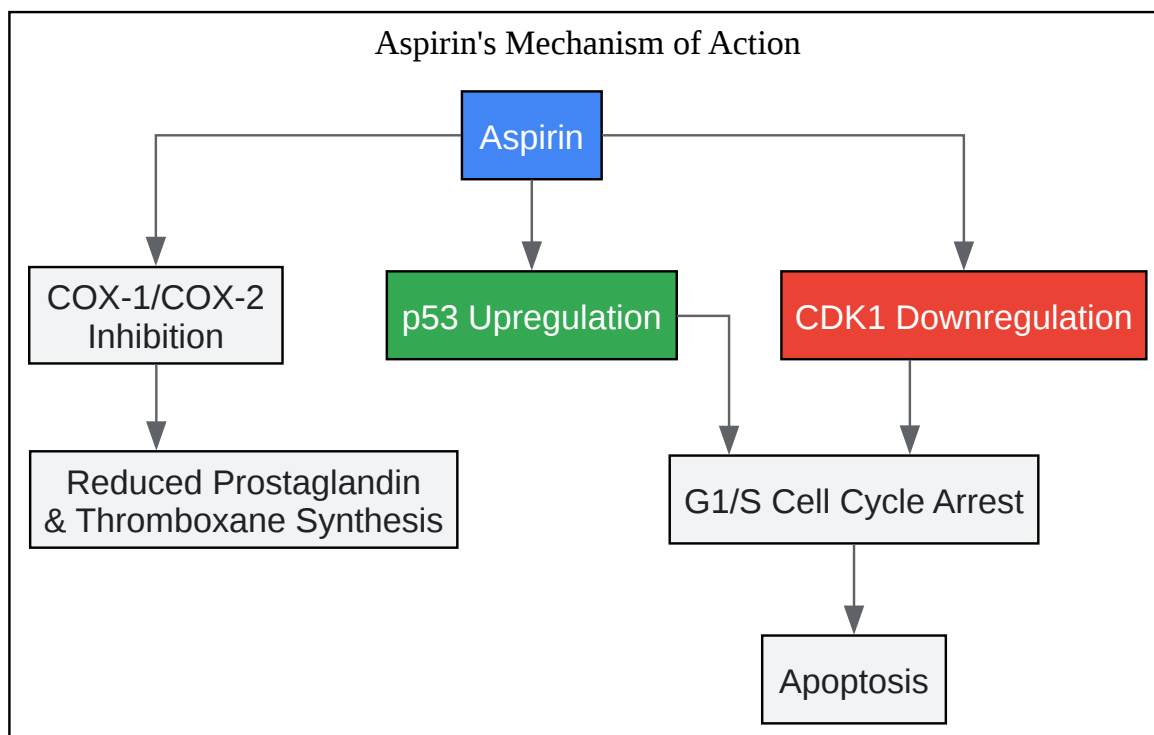 Aspirin's Mechanism of Action
Aspirin
COX-1/COX-2
Inhibition
p53 Upregulation
CDK1 Downregulation
Reduced Prostaglandin
& Thromboxane Synthesis
G1/S Cell Cycle Arrest
Apoptosis